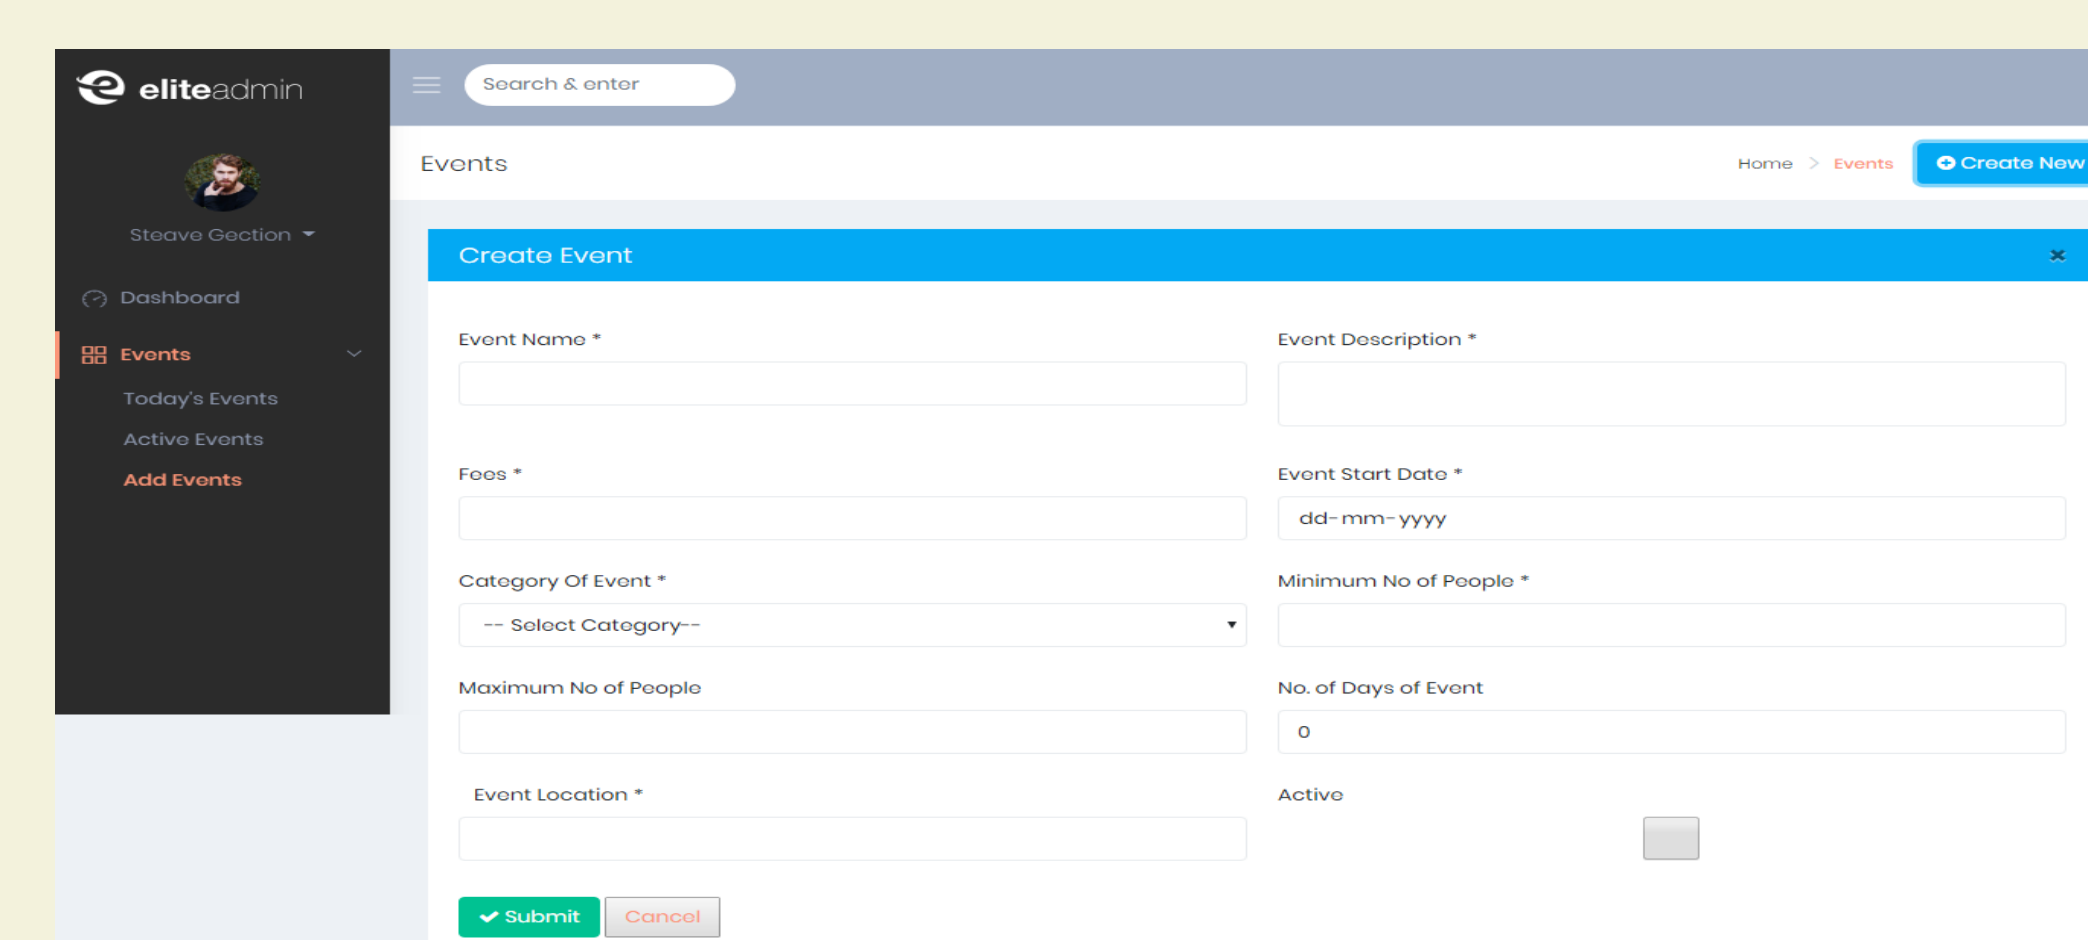 eliteadmin
Search & enter
Events
Home > Events
Create New
Steave Gection
Create Event
Dashboard
Events
Today's Events
Active Events
Add Events
Event Name *
Event Description *
Fees *
Event Start Date *
dd-mm-yyyy
Category Of Event *
Minimum No of People *
-- Select Category--
Maximum No of People
No. of Days of Event
0
Event Location *
Active
Submit
Cancel